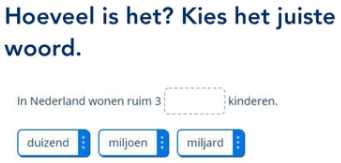 Hoeveel is het? Kies het juiste
woord.
In Nederland wonen ruim 3 kinderen.
duizend miljoen miljard